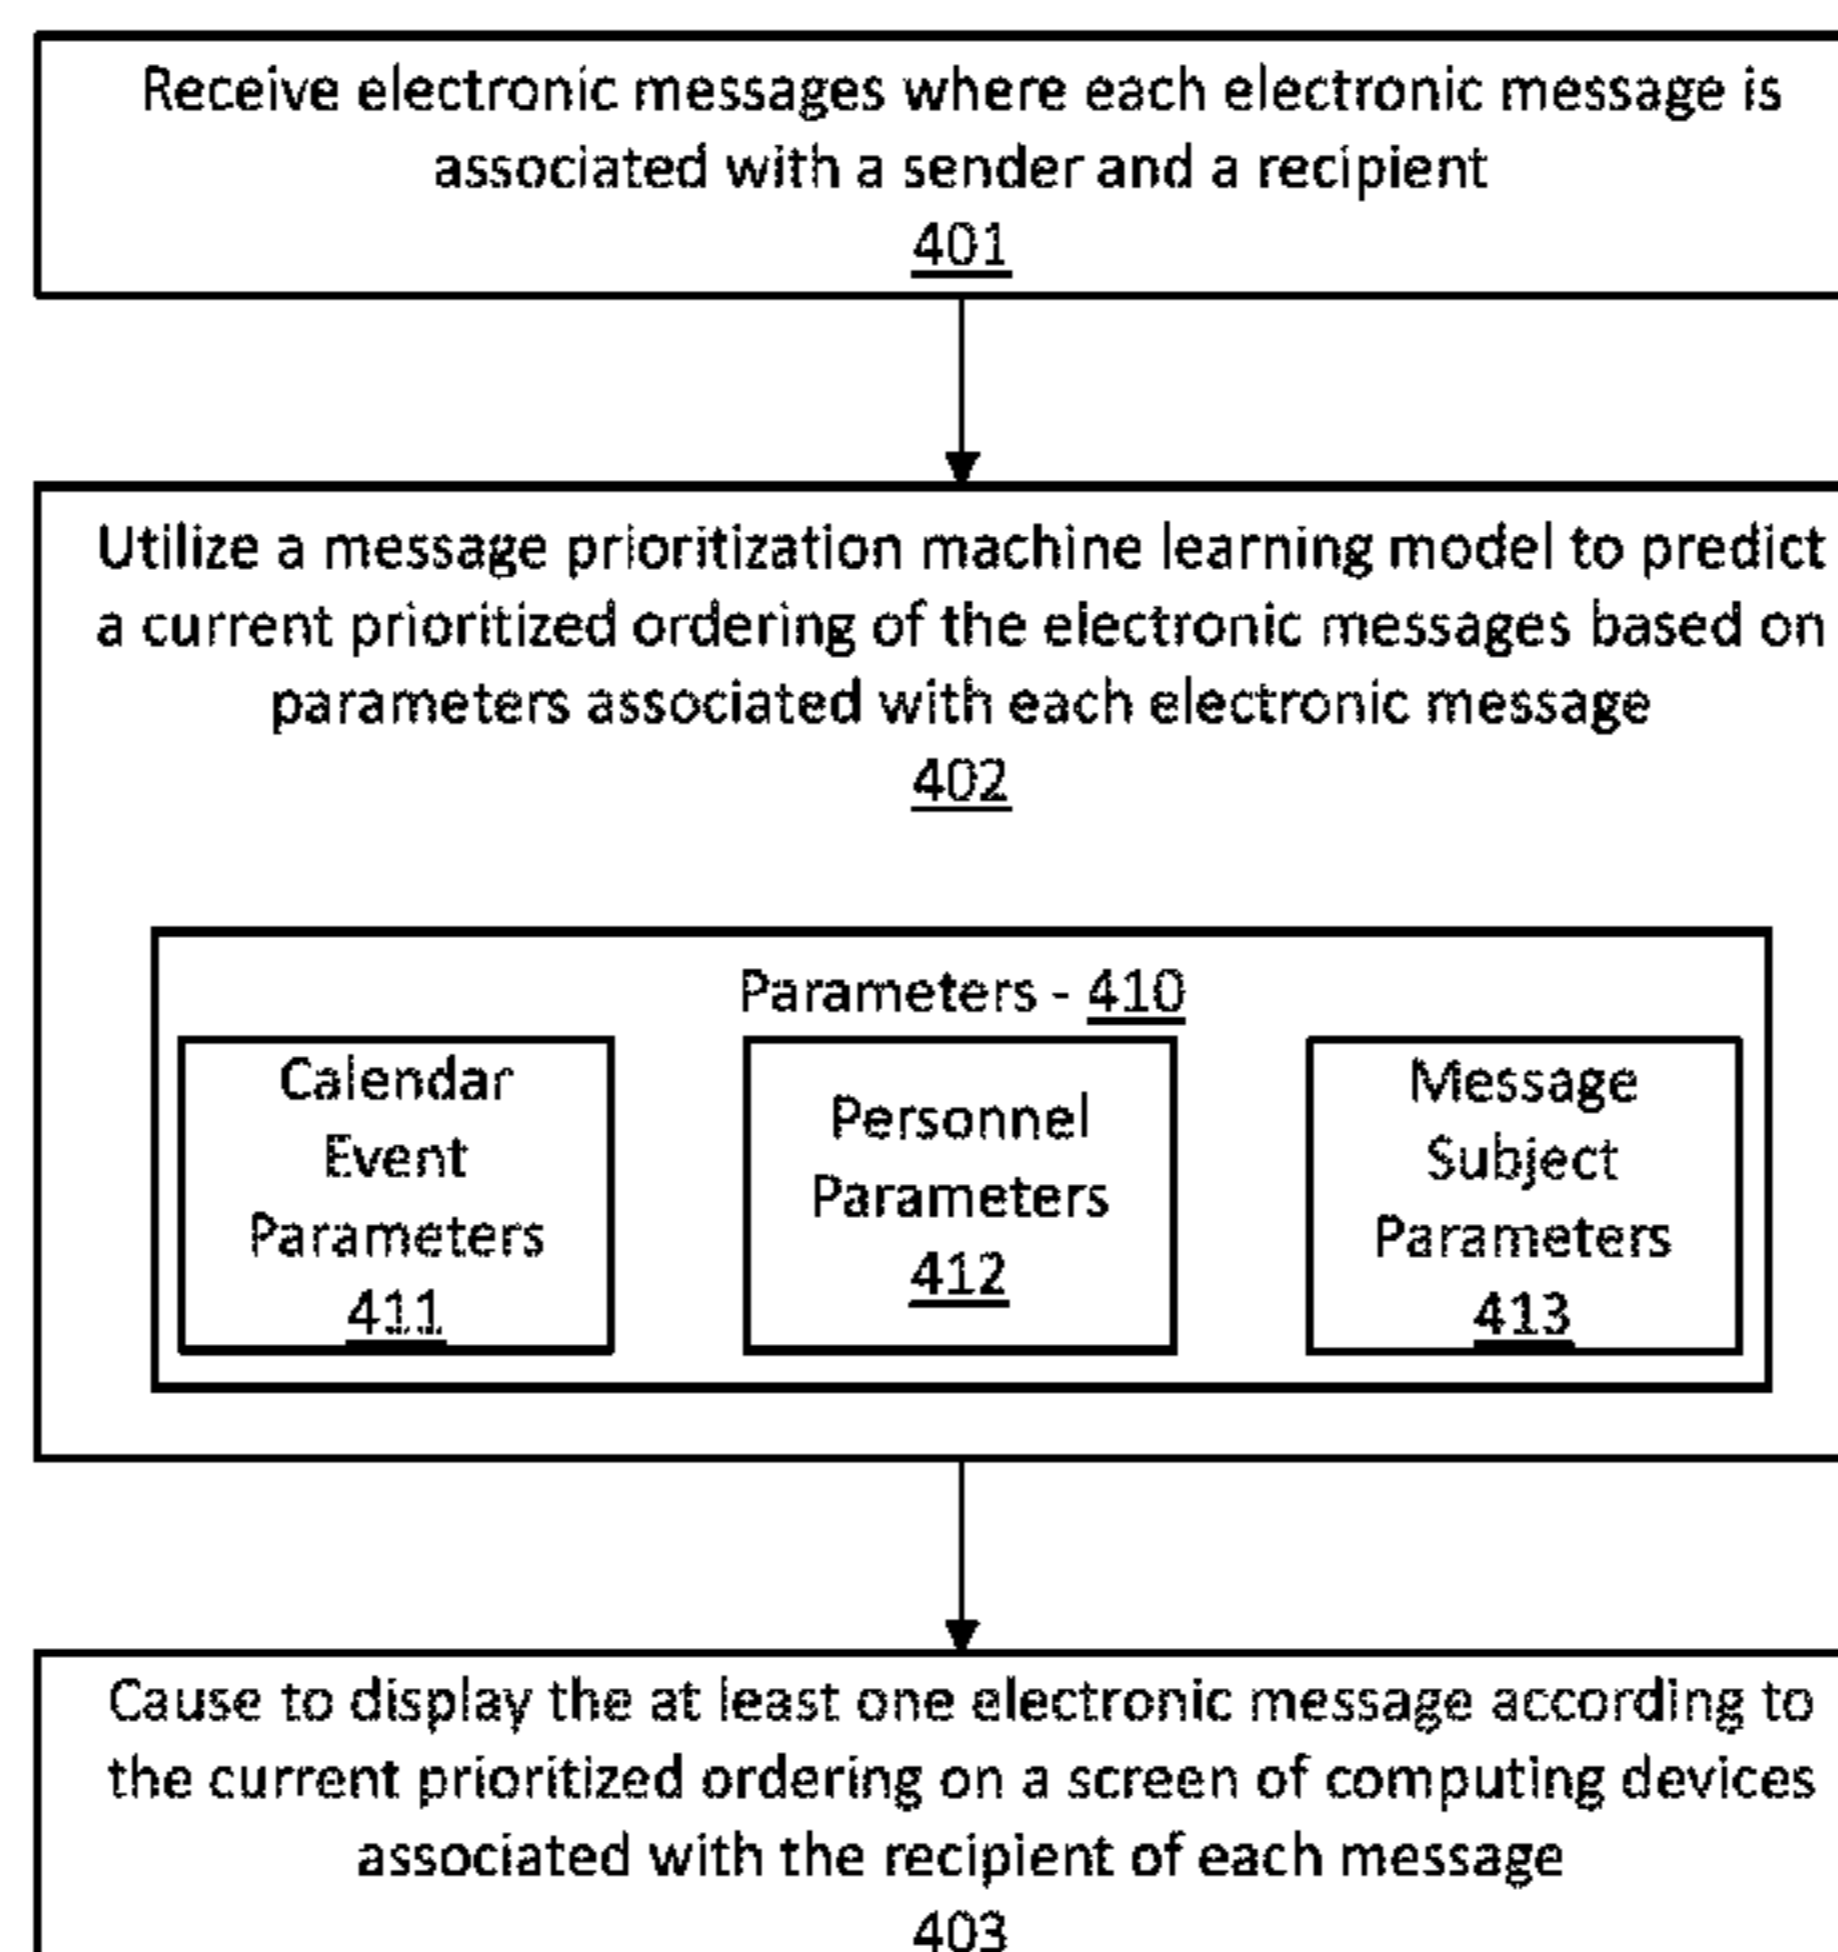 Receive electronic messages where each electronic message is
associated with a sender and a recipient
401
Utilize a message prioritization machine learning model to predict
a current prioritized ordering of the electronic messages based on
parameters associated with each electronic message
402
Parameters - 410
Calendar
Event
Parameters
411
Personnel
Parameters
412
Message
Subject
Parameters
413
Cause to display the at least one electronic message according to
the current prioritized ordering on a screen of computing devices
associated with the recipient of each message
403